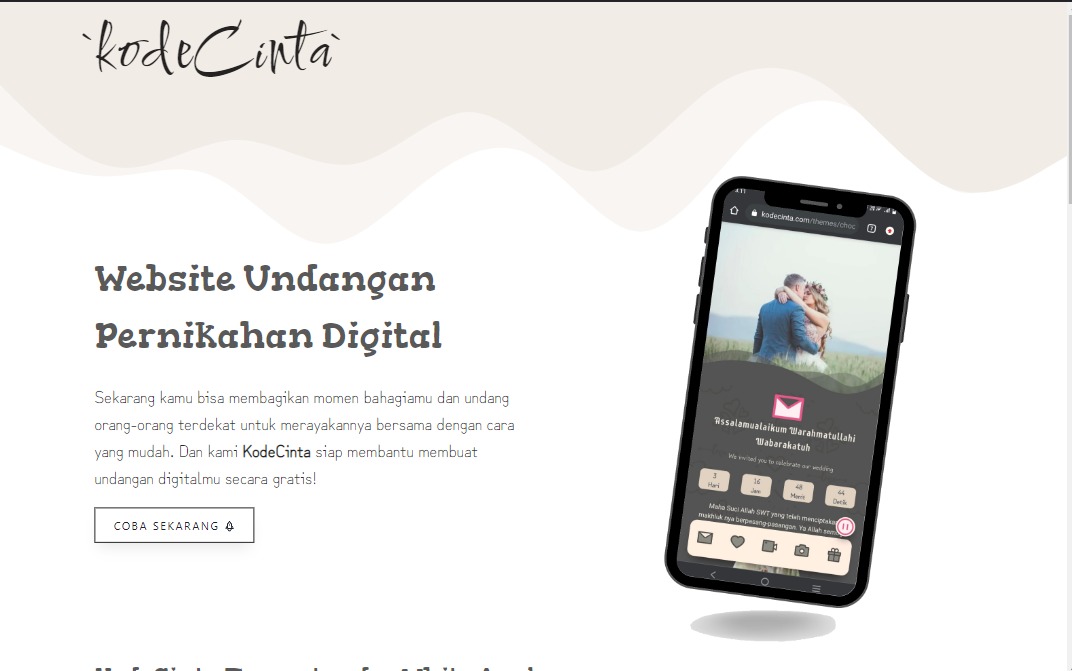 `kodeCinta`
Website Undangan
Pernikahan Digital
Sekarang kamu bisa membagikan momen bahagiamu dan undang
orang-orang terdekat untuk merayakannya bersama dengan cara
yang mudah. Dan kami KodeCinta siap membantu membuat
undangan digitalmu secara gratis!
COBA SEKARANG
kodecinta.com/themes/choc
Assalamualaikum Warahmatullahi
Wabarakatuh
We invited you to celebrate our wedding
3 16 48 44
Hari Jam Menit Detik
Maha Suci Allah SWT yang telah menciptakan
makhluk nya berpasang-pasangan. Ya Allah